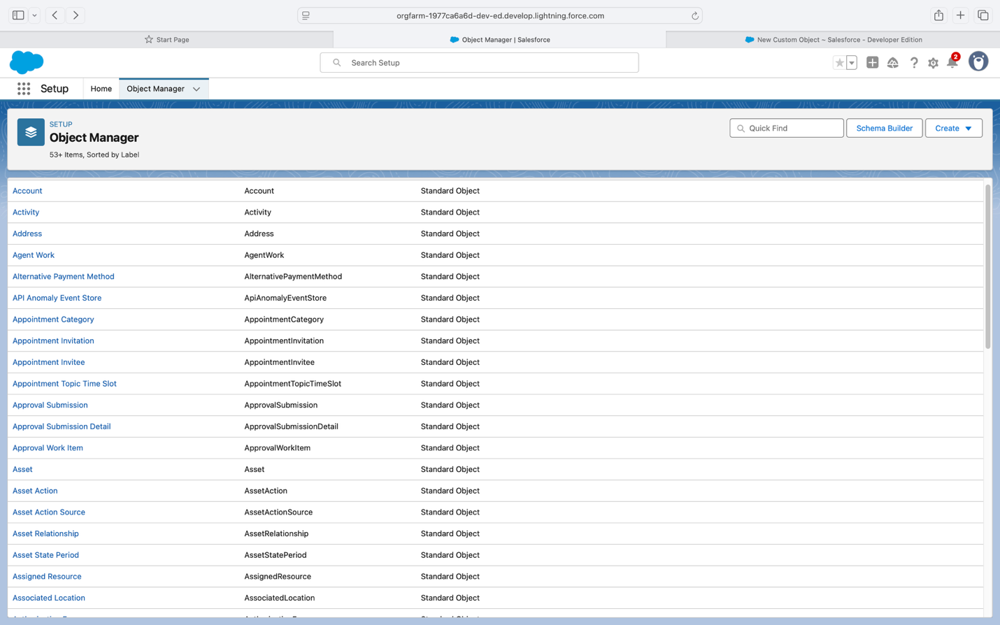 orgfarm-1977ca6a6d-dev-ed.develop.lightning.force.com
Start Page
Object Manager | Salesforce
New Custom Object ~ Salesforce - Developer Edition
Search Setup
2
Setup
Home
Object Manager
SETUP
Object Manager
53+ Items, Sorted by Label
Quick Find
Schema Builder
Create
Account Account Standard Object
Activity Activity Standard Object
Address Address Standard Object
Agent Work AgentWork Standard Object
Alternative Payment Method AlternativePaymentMethod Standard Object
API Anomaly Event Store ApiAnomalyEventStore Standard Object
Appointment Category AppointmentCategory Standard Object
Appointment Invitation AppointmentInvitation Standard Object
Appointment Invitee AppointmentInvitee Standard Object
Appointment Topic Time Slot AppointmentTopicTimeSlot Standard Object
Approval Submission ApprovalSubmission Standard Object
Approval Submission Detail ApprovalSubmissionDetail Standard Object
Approval Work Item ApprovalWorkItem Standard Object
Asset Asset Standard Object
Asset Action AssetAction Standard Object
Asset Action Source AssetActionSource Standard Object
Asset Relationship AssetRelationship Standard Object
Asset State Period AssetStatePeriod Standard Object
Assigned Resource AssignedResource Standard Object
Associated Location AssociatedLocation Standard Object